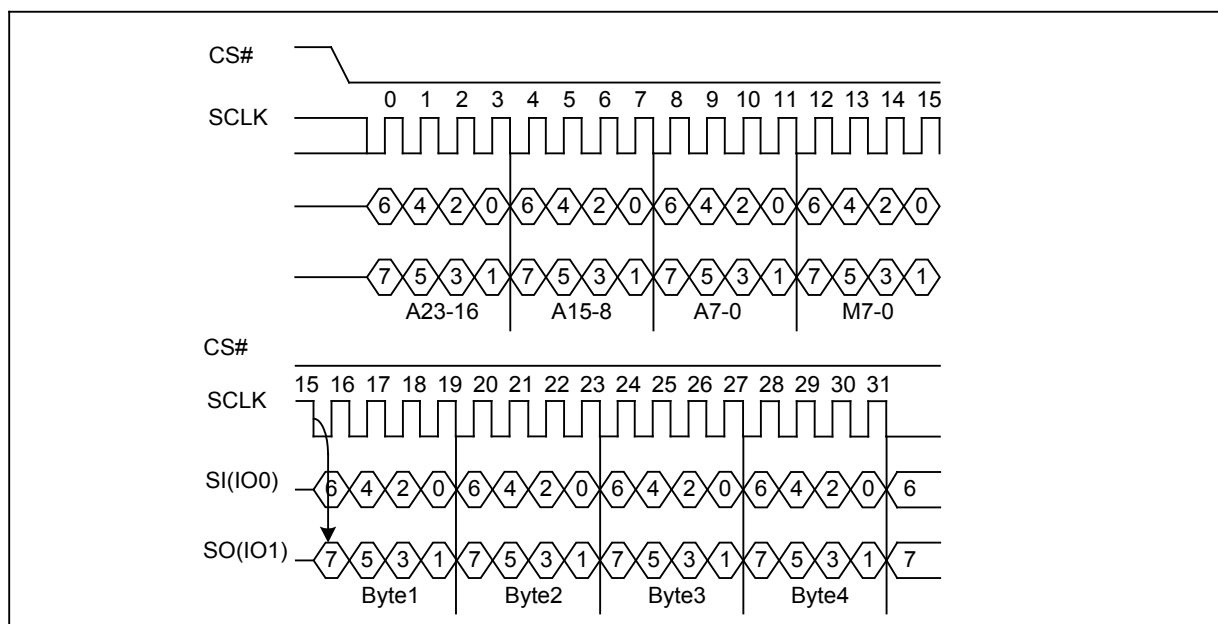 CS#
0 1 2 3 4 5 6 7 8 9 10 11 12 13 14 15
SCLK
6 4 2 0 6 4 2 0 6 4 2 0 6 4 2 0
7 5 3 1 7 5 3 1 7 5 3 1 7 5 3 1
A23-16 A15-8 A7-0 M7-0
CS#
15 16 17 18 19 20 21 22 23 24 25 26 27 28 29 30 31
SCLK
SI(IO0) 6 4 2 0 6 4 2 0 6 4 2 0 6 4 2 0 6
SO(IO1) 7 5 3 1 7 5 3 1 7 5 3 1 7 5 3 1 7
Byte1 Byte2 Byte3 Byte4